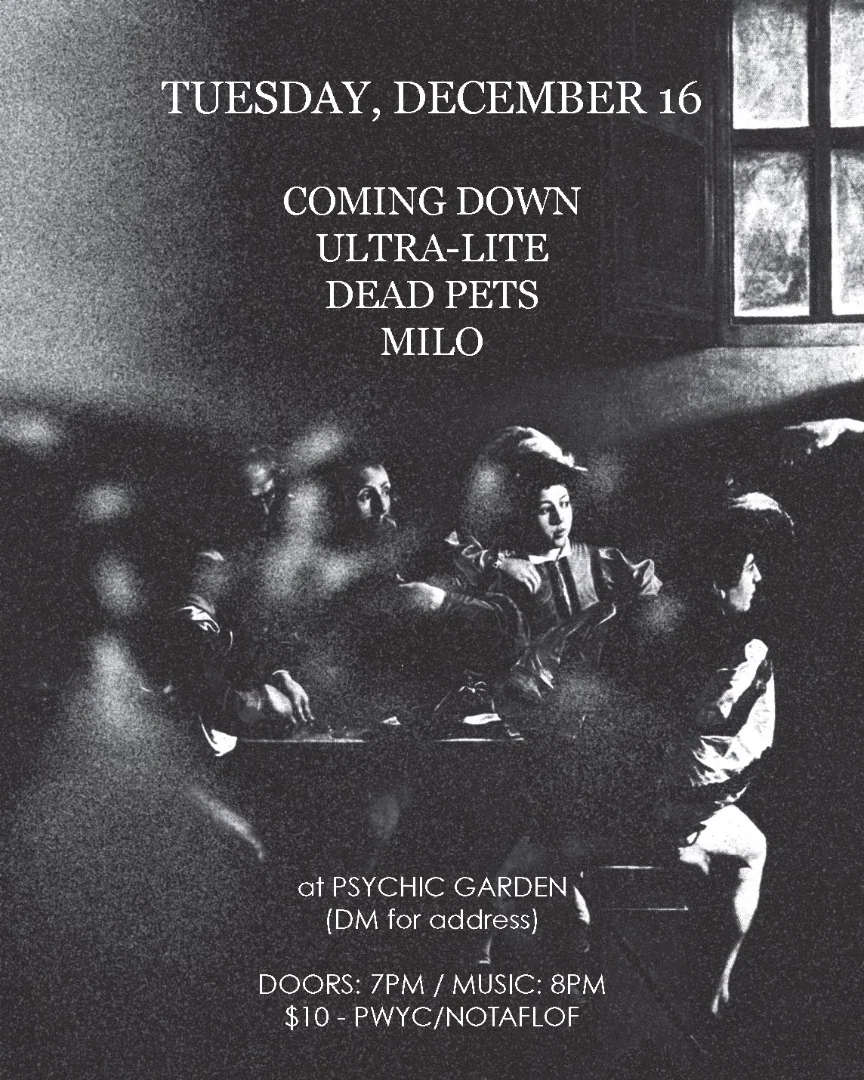 TUESDAY, DECEMBER 16
COMING DOWN
ULTRA-LITE
DEAD PETS
MILO
at PSYCHIC GARDEN
(DM for address)
DOORS: 7PM / MUSIC: 8PM
$10 - PWYC/NOTAFLOF